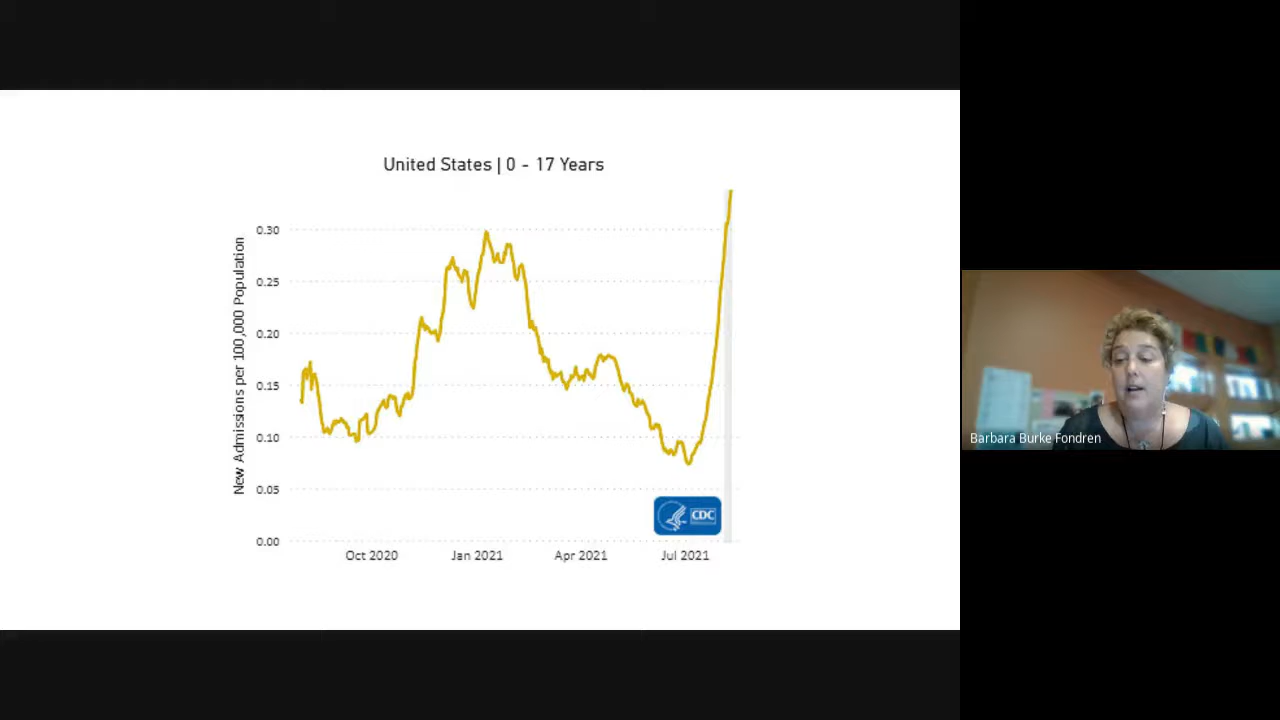 United States | 0 - 17 Years
New Admissions per 100,000 Population
0.30
0.25
0.20
0.15
0.10
0.05
0.00
Oct 2020
Jan 2021
Apr 2021
Jul 2021
CDC
Barbara Burke Fondren